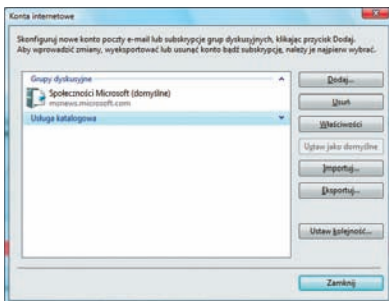 Konta internetowe
Skonfiguruj nowe konto poczty e-mail lub subskrypcje grup dyskusyjnych, klikając przycisk Dodaj.
Aby wprowadzić zmiany, wyeksportować lub usunąć konto bądź subskrypcję, należy je najpierw wybrać.
Grupy dyskusyjne
Społeczności Microsoft (domyślne)
msnews.microsoft.com
Usługa katalogowa
Dodaj...
Usuń
Właściwości
Ustaw jako domyślne
Importuj...
Eksportuj...
Ustaw kolejność...
Zamknij